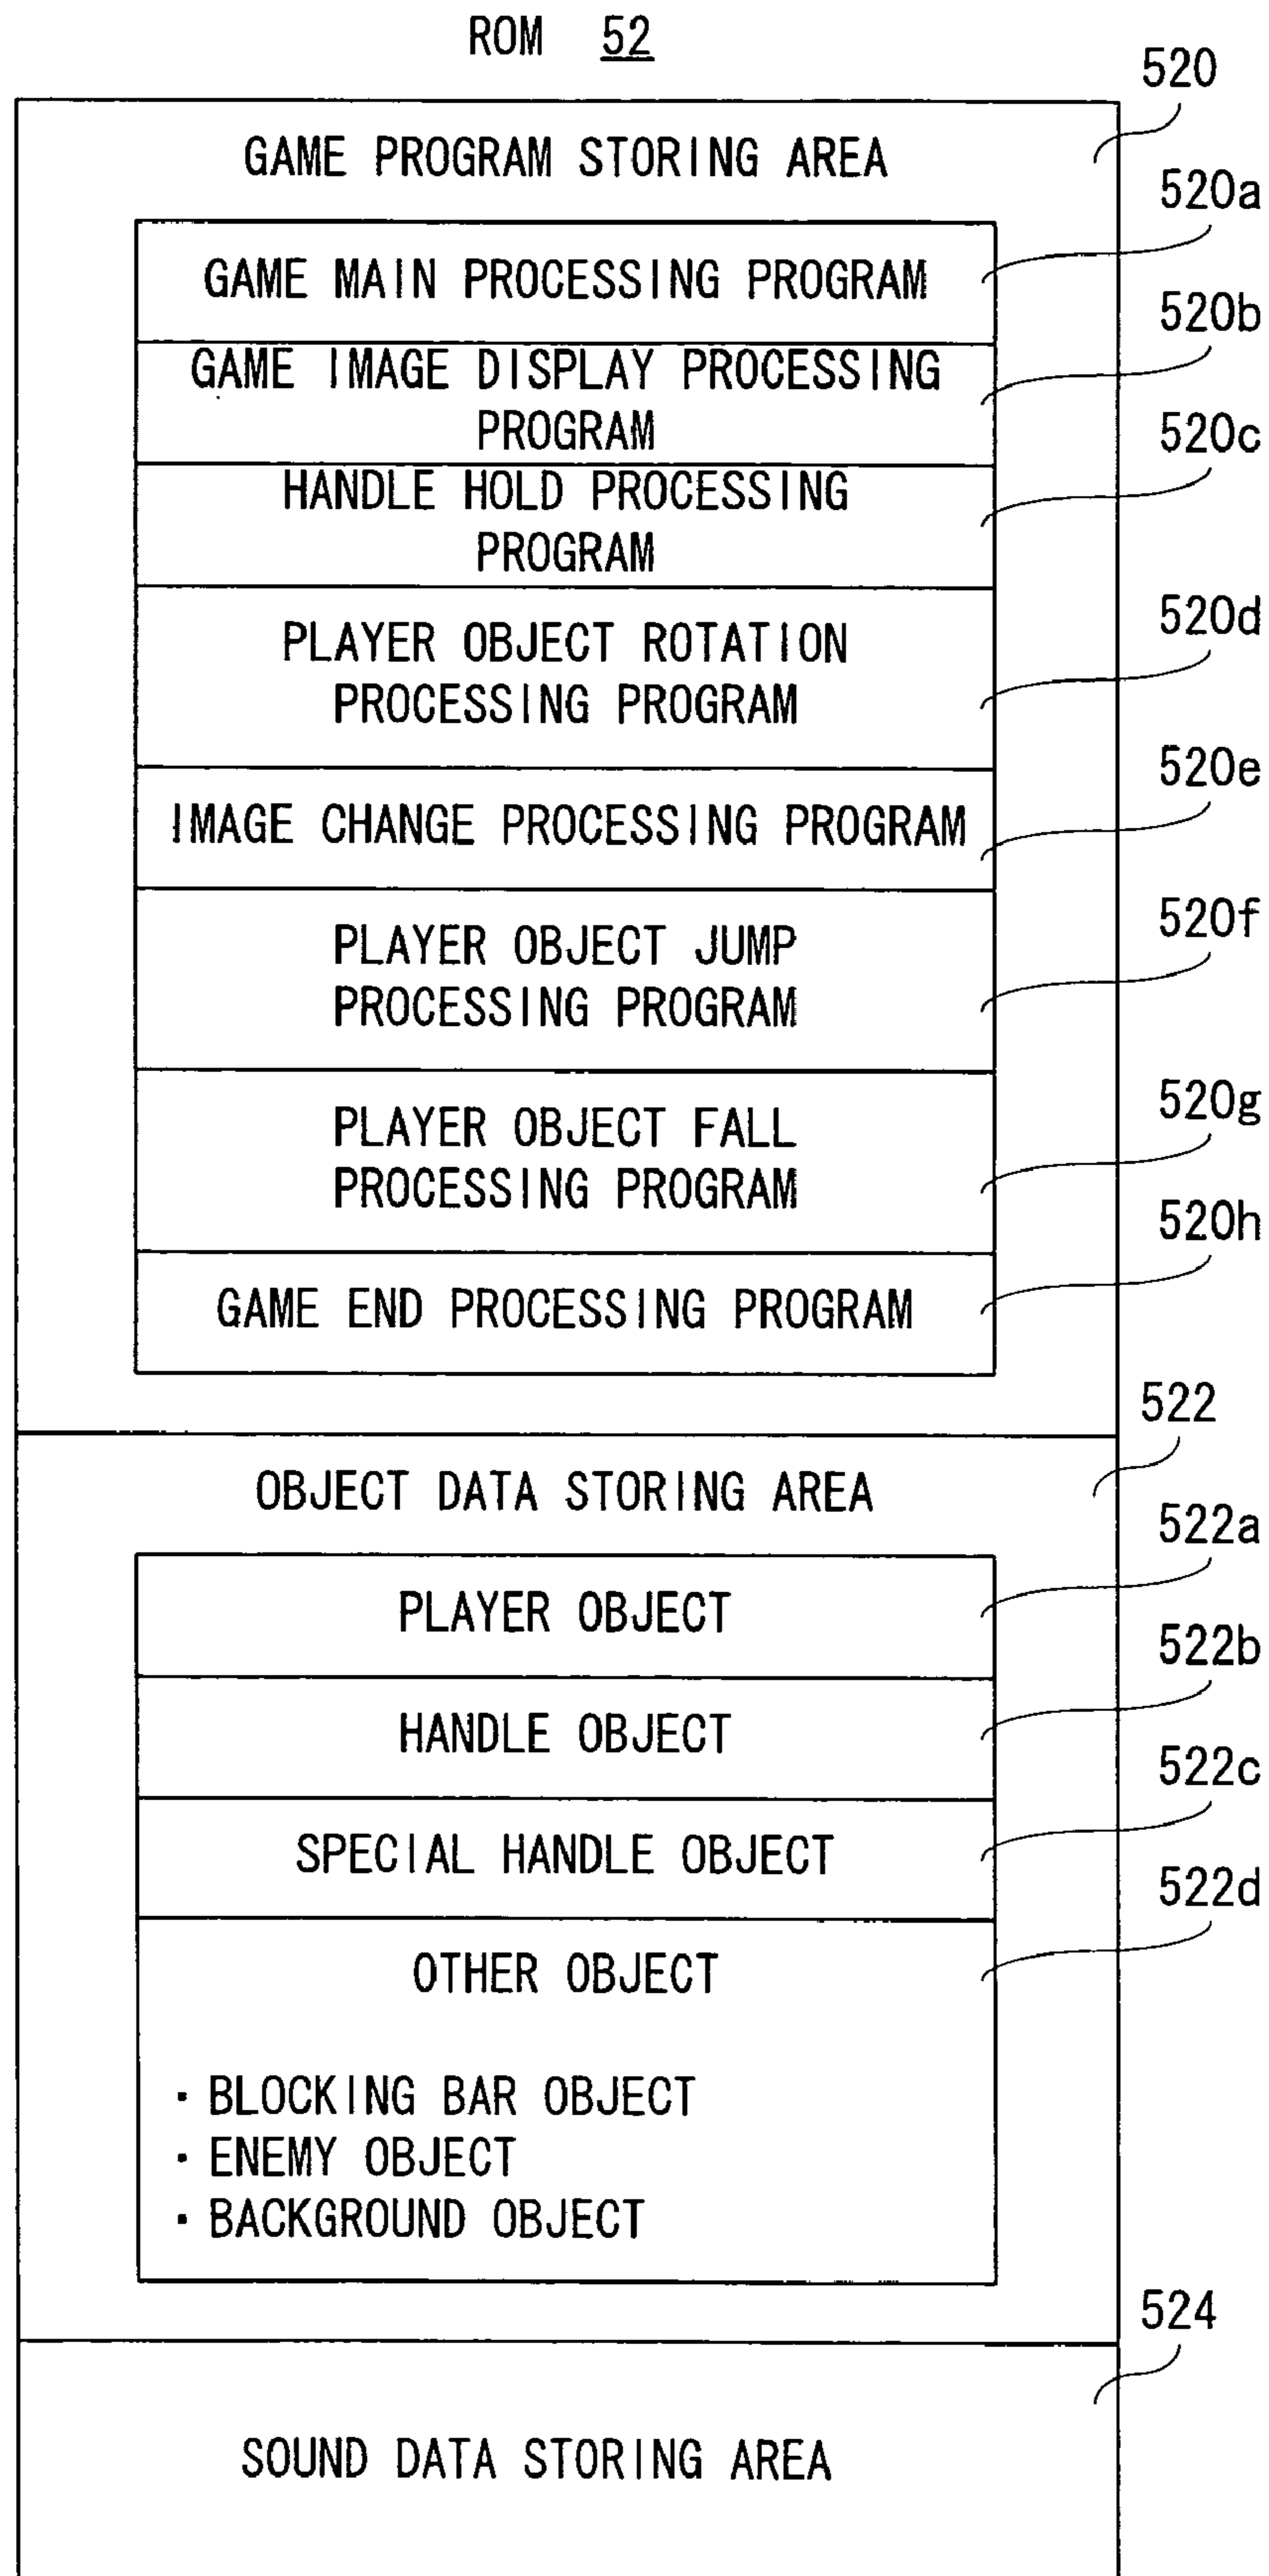 ROM 52
520
GAME PROGRAM STORING AREA
520a
GAME MAIN PROCESSING PROGRAM
520b
GAME IMAGE DISPLAY PROCESSING
PROGRAM
520c
HANDLE HOLD PROCESSING
PROGRAM
520d
PLAYER OBJECT ROTATION
PROCESSING PROGRAM
520e
IMAGE CHANGE PROCESSING PROGRAM
520f
PLAYER OBJECT JUMP
PROCESSING PROGRAM
520g
PLAYER OBJECT FALL
PROCESSING PROGRAM
520h
GAME END PROCESSING PROGRAM
522
OBJECT DATA STORING AREA
522a
PLAYER OBJECT
522b
HANDLE OBJECT
522c
SPECIAL HANDLE OBJECT
522d
OTHER OBJECT
・BLOCKING BAR OBJECT
・ENEMY OBJECT
・BACKGROUND OBJECT
524
SOUND DATA STORING AREA